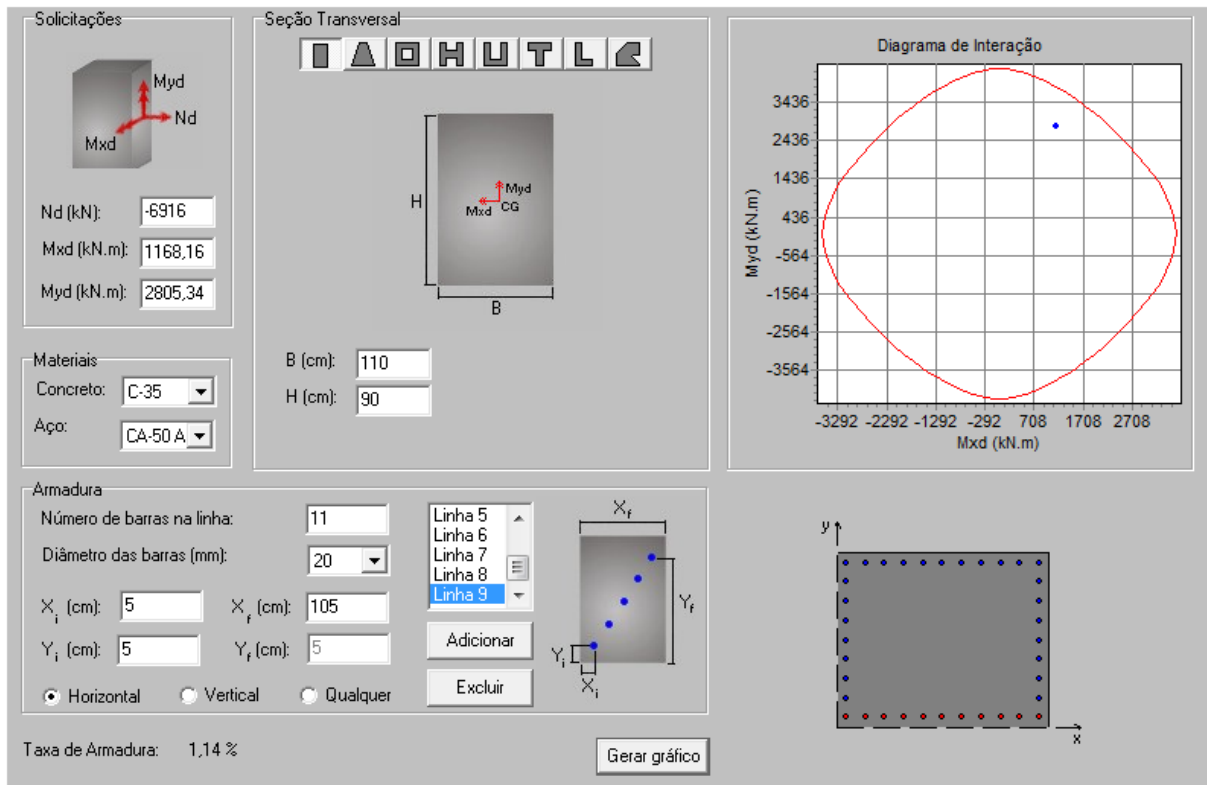 Solicitações
Myd
Nd
Mxd
Nd (kN): -6916
Mxd (kN.m): 1168,16
Myd (kN.m): 2805,34
Materiais
Concreto: C-35
Aço: CA-50 A
Seção Transversal
H
Myd
Mxd CG
B
B (cm): 110
H (cm): 90
Diagrama de Interação
Myd (kN.m)
3436
2436
1436
436
-564
-1564
-2564
-3564
-3292 -2292 -1292 -292 708 1708 2708
Mxd (kN.m)
Armadura
Número de barras na linha: 11
Diâmetro das barras (mm): 20
Xi (cm): 5 Xf (cm): 105
Yi (cm): 5 Yf (cm): 5
Horizontal Vertical Qualquer
Linha 5
Linha 6
Linha 7
Linha 8
Linha 9
Adicionar
Excluir
Xf
Yf
Yi
Xi
Taxa de Armadura: 1,14 %
Gerar gráfico
y
x